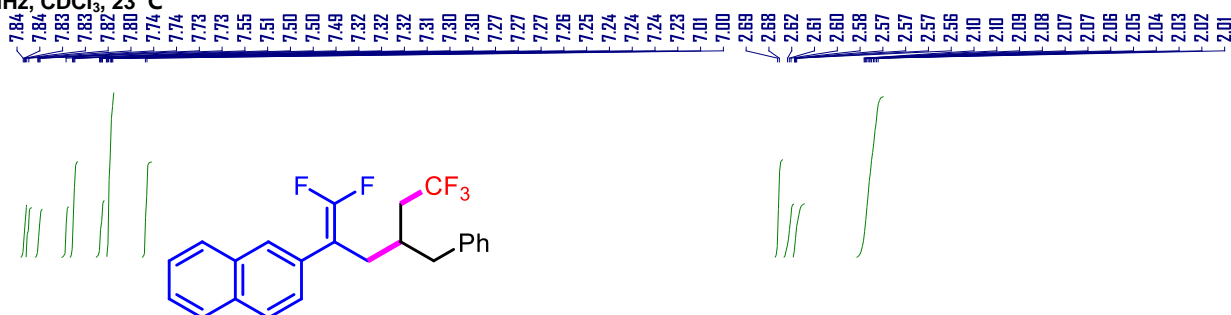 MHz, CDCl₃, 23 °C
7.84 7.84 7.83 7.83 7.82 7.80 7.74 7.74 7.73 7.73 7.55 7.51 7.50 7.50 7.49 7.32 7.32 7.32 7.31 7.30 7.30 7.27 7.27 7.27 7.26 7.25 7.24 7.24 7.24 7.23 7.01 7.00 2.69 2.68 2.62 2.61 2.60 2.58 2.57 2.57 2.57 2.56 2.10 2.10 2.09 2.08 2.07 2.07 2.06 2.05 2.04 2.03 2.02 2.01
F F CF₃
Ph